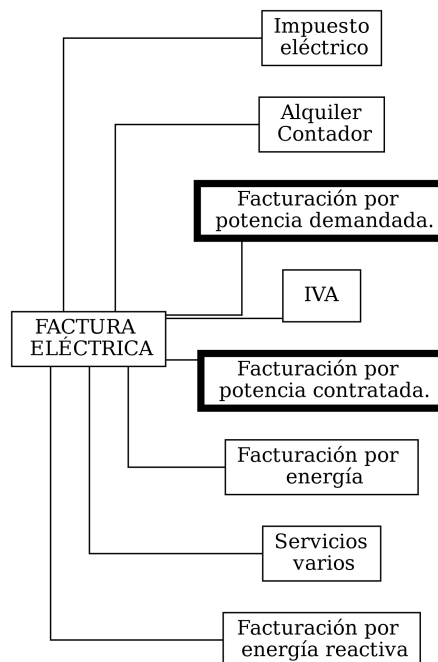 Impuesto
eléctrico
Alquiler
Contador
Facturación por
potencia demandada.
IVA
FACTURA
ELÉCTRICA
Facturación por
potencia contratada.
Facturación por
energía
Servicios
varios
Facturación por
energía reactiva